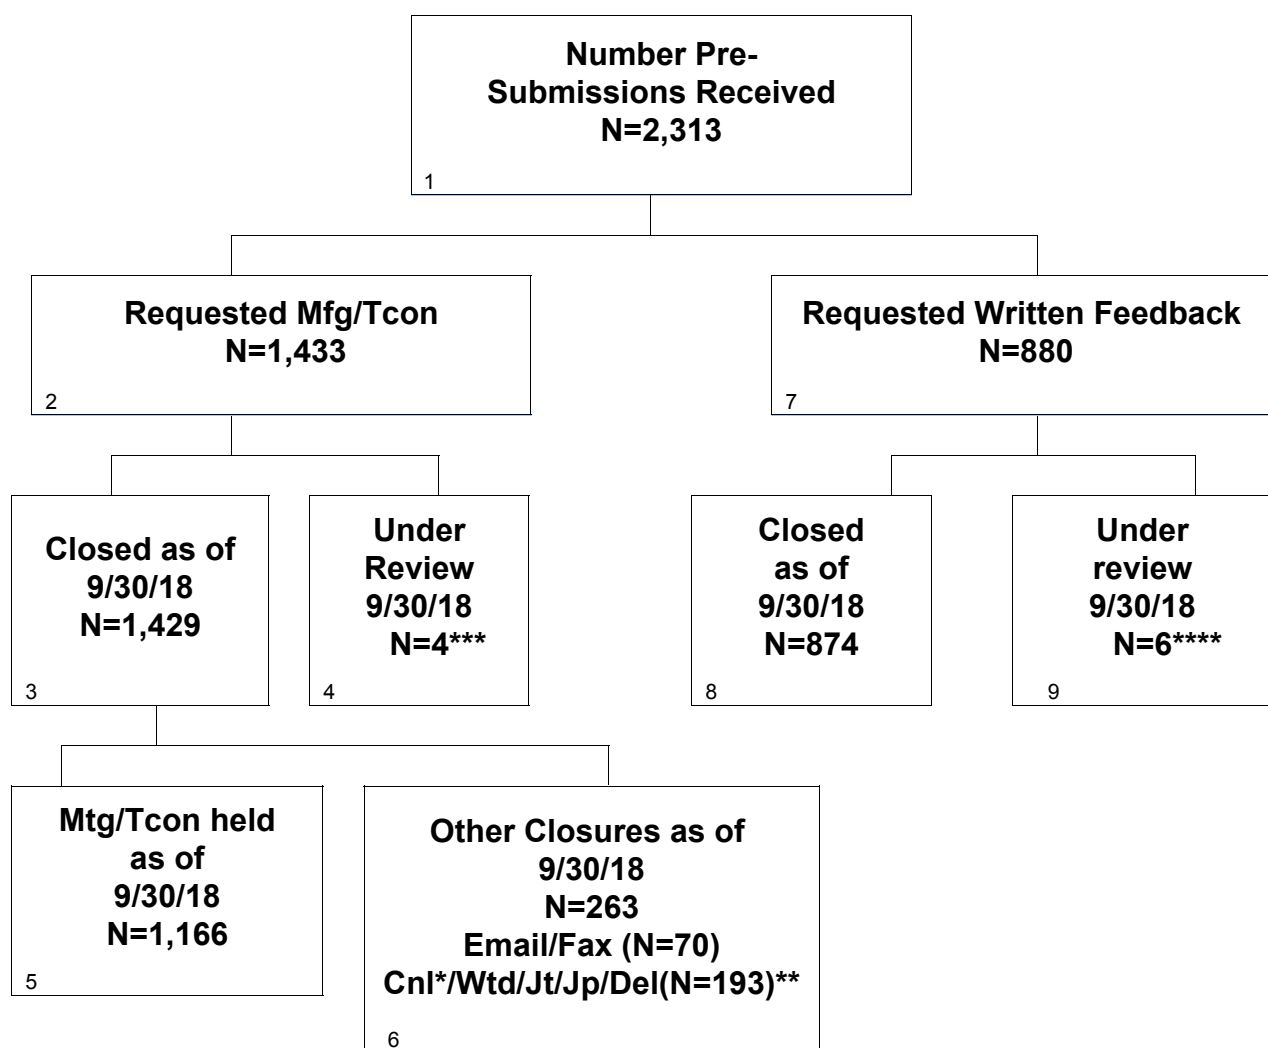 Number Pre-
Submissions Received
N=2,313
1
Requested Mfg/Tcon
N=1,433
2
Requested Written Feedback
N=880
7
Closed as of
9/30/18
N=1,429
3
Under
Review
9/30/18
N=4***
4
Closed
as of
9/30/18
N=874
8
Under
review
9/30/18
N=6****
9
Mtg/Tcon held
as of
9/30/18
N=1,166
5
Other Closures as of
9/30/18
N=263
Email/Fax (N=70)
Cnl*/Wtd/Jt/Jp/Del(N=193)**
6